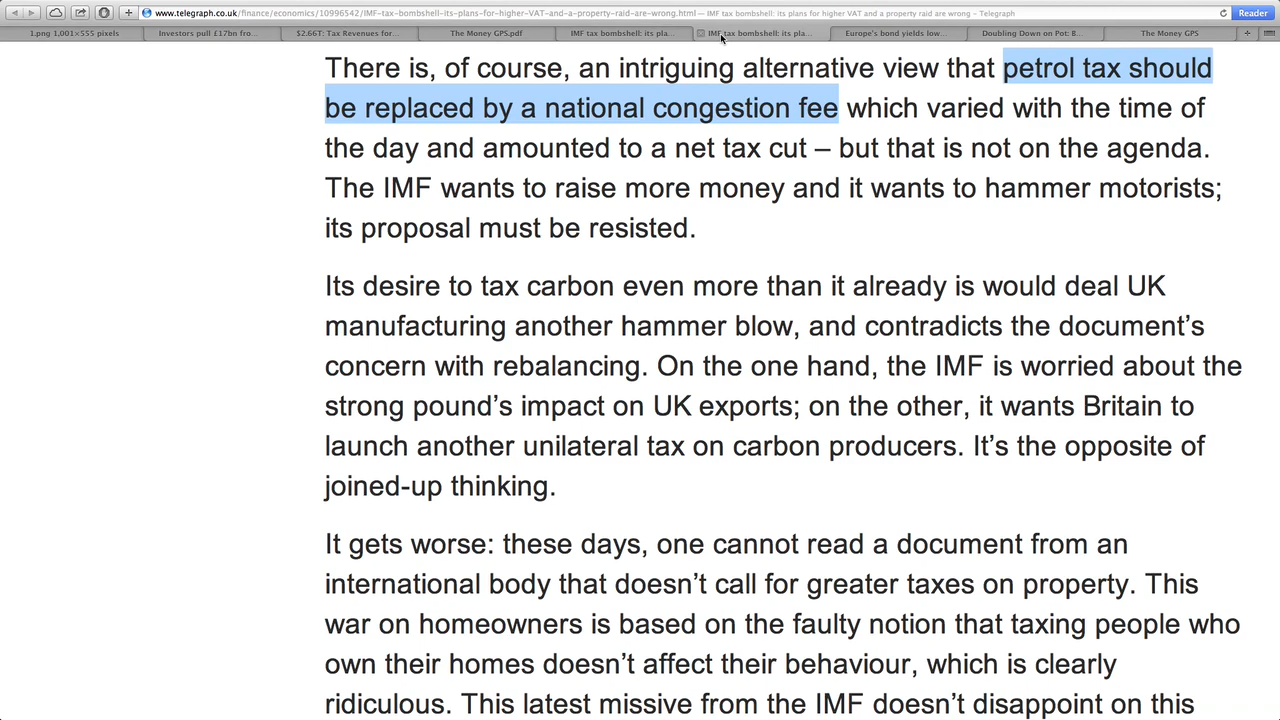 www.telegraph.co.uk/finance/economics/10996542/IMF-tax-bombshell-its-plans-for-higher-VAT-and-a-property-raid-are-wrong.html — IMF tax bombshell: its plans for higher VAT and a property raid are wrong - Telegraph
Reader
1.png 1,001×555 pixels
Investors pull £17bn fro...
$2.66T: Tax Revenues for...
The Money GPS.pdf
IMF tax bombshell: its pla...
IMF tax bombshell: its pla...
Europe's bond yields low...
Doubling Down on Pot: B...
The Money GPS
There is, of course, an intriguing alternative view that petrol tax should
be replaced by a national congestion fee which varied with the time of
the day and amounted to a net tax cut – but that is not on the agenda.
The IMF wants to raise more money and it wants to hammer motorists;
its proposal must be resisted.
Its desire to tax carbon even more than it already is would deal UK
manufacturing another hammer blow, and contradicts the document’s
concern with rebalancing. On the one hand, the IMF is worried about the
strong pound’s impact on UK exports; on the other, it wants Britain to
launch another unilateral tax on carbon producers. It’s the opposite of
joined-up thinking.
It gets worse: these days, one cannot read a document from an
international body that doesn’t call for greater taxes on property. This
war on homeowners is based on the faulty notion that taxing people who
own their homes doesn’t affect their behaviour, which is clearly
ridiculous. This latest missive from the IMF doesn’t disappoint on this